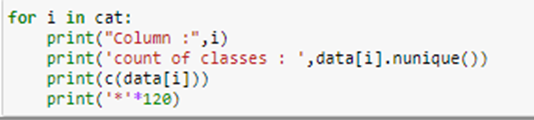 for i in cat:
    print("Column :",i)
    print('count of classes : ',data[i].nunique())
    print(c(data[i]))
    print('*'*120)